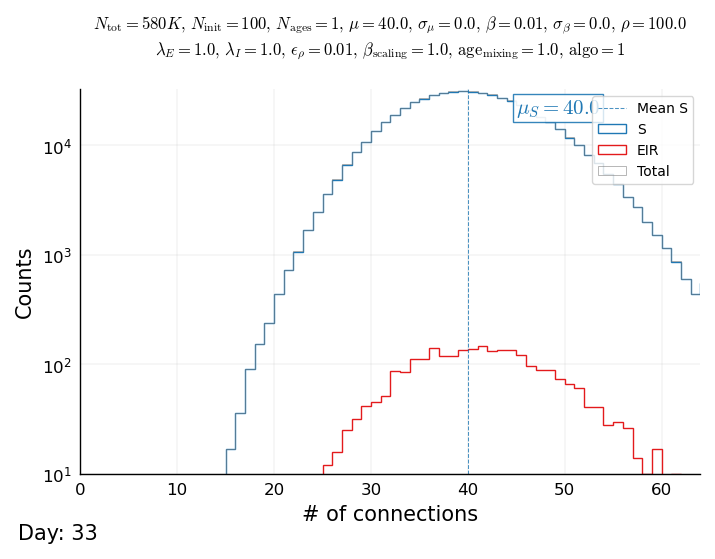 N_tot = 580K, N_init = 100, N_ages = 1, μ = 40.0, σ_μ = 0.0, β = 0.01, σ_β = 0.0, ρ = 100.0
λ_E = 1.0, λ_I = 1.0, ϵ_ρ = 0.01, β_scaling = 1.0, age_mixing = 1.0, algo = 1
μ_S = 40.0
Mean S
S
EIR
Total
10^4
10^3
10^2
10^1
Counts
0 10 20 30 40 50 60
# of connections
Day: 33